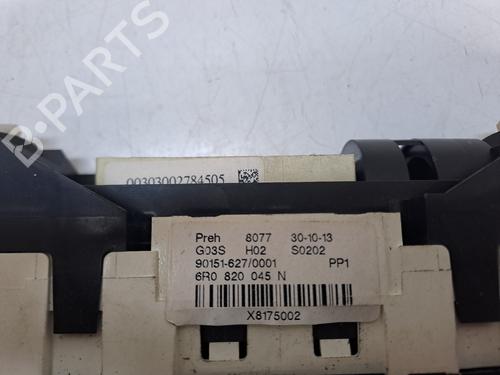 B-PARTS
00303002784505
Preh 8077 30-10-13
G03S H02 S0202
90151-627/0001 PP1
6R0 820 045 N
X8175002